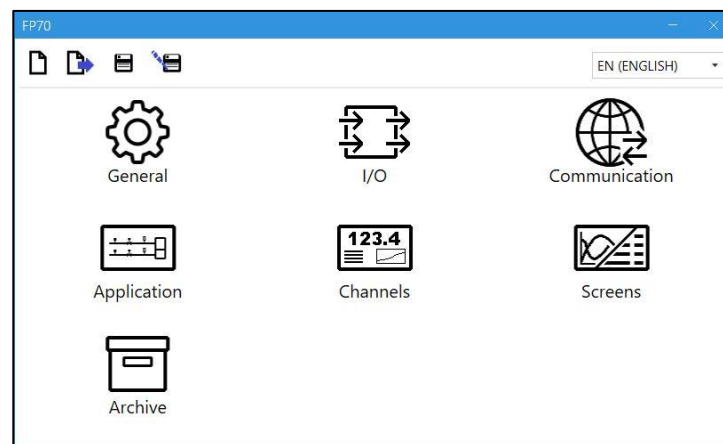 FP70
EN (ENGLISH)
General
I/O
Communication
123.4
Application
Channels
Screens
Archive